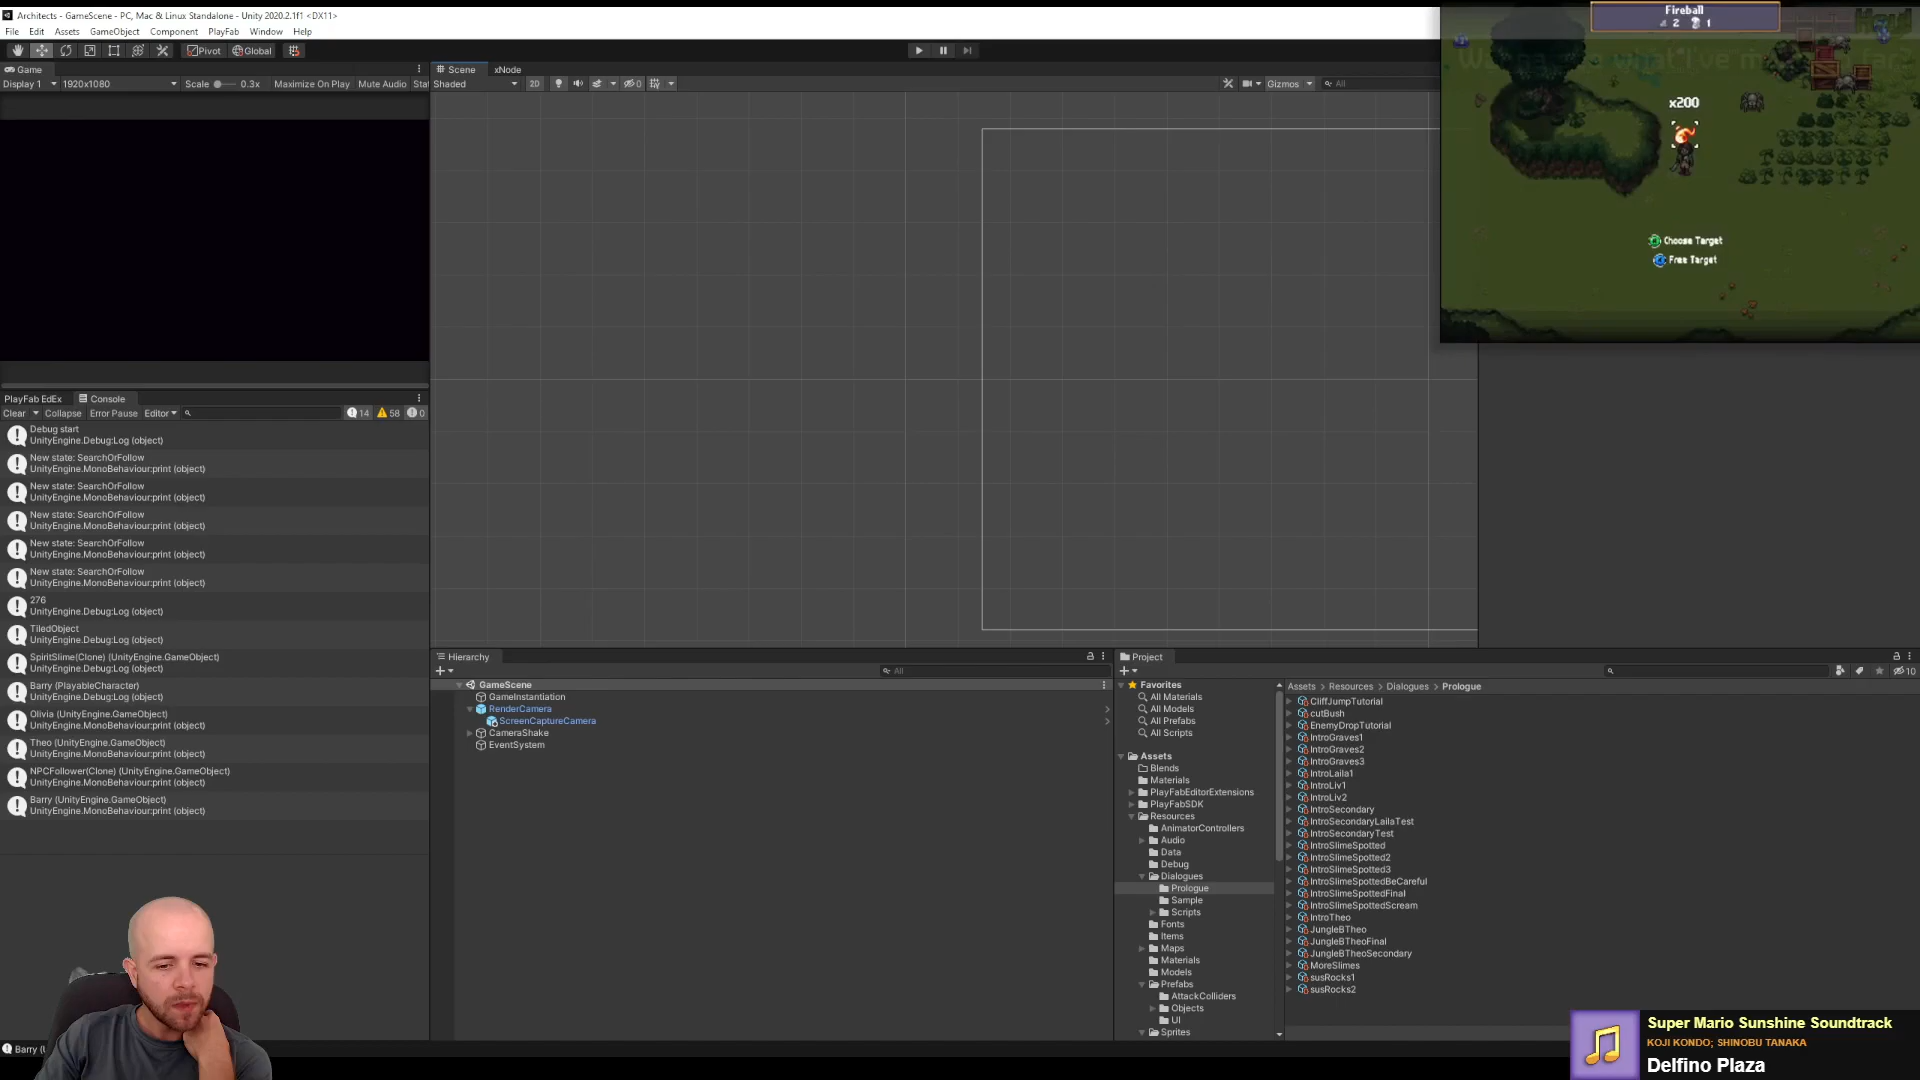 Architects - GameScene - PC, Mac & Linux Standalone - Unity 2020.2.1f1 <DX11>
File Edit Assets GameObject Component PlayFab Window Help
Pivot Global
Game
Display 1 1920x1080 Scale 0.3x Maximize On Play Mute Audio Stat
Scene xNode
Shaded 2D 0 Gizmos All
Fireball
2 1
x200
Choose Target
Free Target
PlayFab EdEx Console
Clear Collapse Error Pause Editor 14 58 0
Debug start
UnityEngine.Debug:Log (object)
New state: SearchOrFollow
UnityEngine.MonoBehaviour:print (object)
New state: SearchOrFollow
UnityEngine.MonoBehaviour:print (object)
New state: SearchOrFollow
UnityEngine.MonoBehaviour:print (object)
New state: SearchOrFollow
UnityEngine.MonoBehaviour:print (object)
New state: SearchOrFollow
UnityEngine.MonoBehaviour:print (object)
276
UnityEngine.Debug:Log (object)
TiledObject
UnityEngine.Debug:Log (object)
SpiritSlime(Clone) (UnityEngine.GameObject)
UnityEngine.Debug:Log (object)
Barry (PlayableCharacter)
UnityEngine.Debug:Log (object)
Olivia (UnityEngine.GameObject)
UnityEngine.MonoBehaviour:print (object)
Theo (UnityEngine.GameObject)
UnityEngine.MonoBehaviour:print (object)
NPCFollower(Clone) (UnityEngine.GameObject)
UnityEngine.MonoBehaviour:print (object)
Barry (UnityEngine.GameObject)
UnityEngine.MonoBehaviour:print (object)
Barry (U
Hierarchy
All
GameScene
GameInstantiation
RenderCamera
ScreenCaptureCamera
CameraShake
EventSystem
Project
10
Favorites
All Materials
All Models
All Prefabs
All Scripts
Assets
Blends
Materials
PlayFabEditorExtensions
PlayFabSDK
Resources
AnimatorControllers
Audio
Data
Debug
Dialogues
Prologue
Sample
Scripts
Fonts
Items
Maps
Materials
Models
Prefabs
AttackColliders
Objects
UI
Sprites
Assets > Resources > Dialogues > Prologue
CliffJumpTutorial
cutBush
EnemyDropTutorial
IntroGraves1
IntroGraves2
IntroGraves3
IntroLaila1
IntroLiv1
IntroLiv2
IntroSecondary
IntroSecondaryLailaTest
IntroSecondaryTest
IntroSlimeSpotted
IntroSlimeSpotted2
IntroSlimeSpotted3
IntroSlimeSpottedBeCareful
IntroSlimeSpottedFinal
IntroSlimeSpottedScream
IntroTheo
JungleBTheo
JungleBTheoFinal
JungleBTheoSecondary
MoreSlimes
susRocks1
susRocks2
Super Mario Sunshine Soundtrack
KOJI KONDO; SHINOBU TANAKA
Delfino Plaza